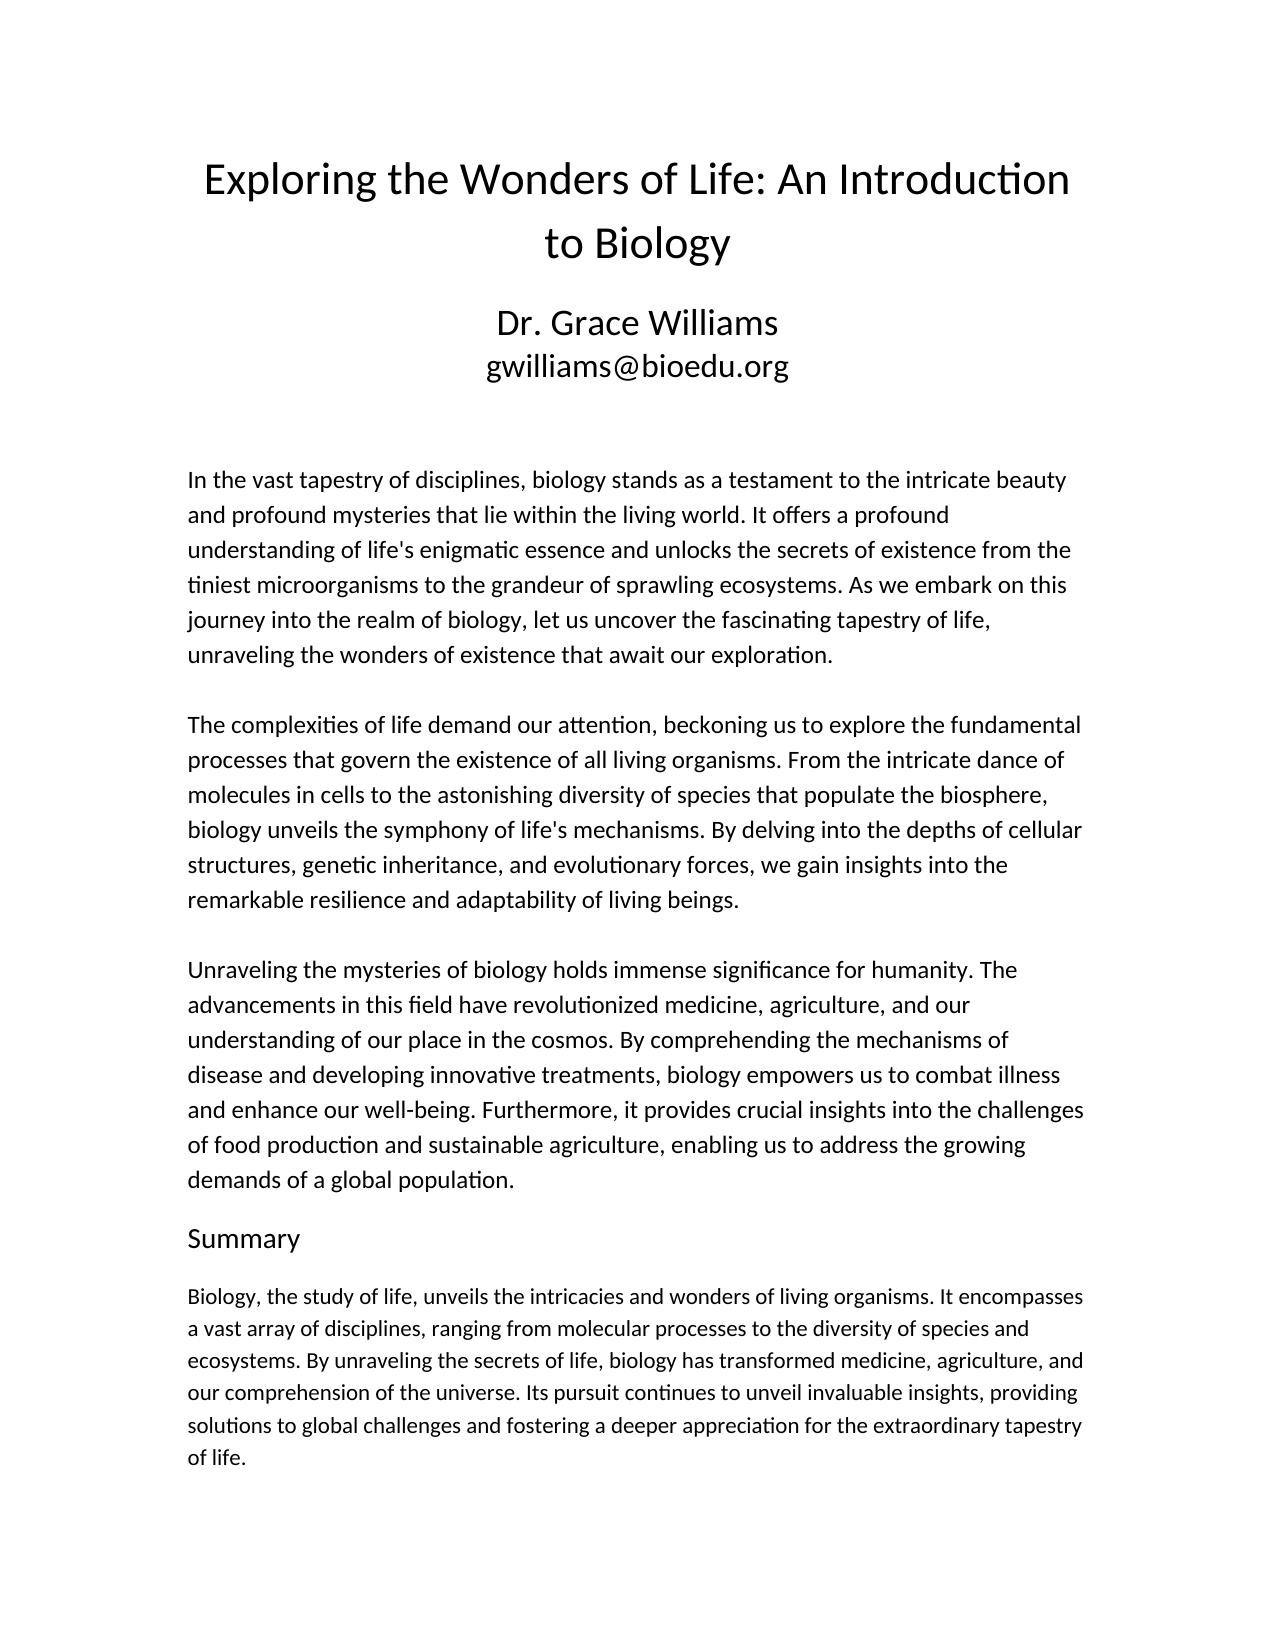 Exploring the Wonders of Life: An Introduction
to Biology
Dr. Grace Williams
gwilliams@bioedu.org
In the vast tapestry of disciplines, biology stands as a testament to the intricate beauty
and profound mysteries that lie within the living world. It offers a profound
understanding of life's enigmatic essence and unlocks the secrets of existence from the
tiniest microorganisms to the grandeur of sprawling ecosystems. As we embark on this
journey into the realm of biology, let us uncover the fascinating tapestry of life,
unraveling the wonders of existence that await our exploration.
The complexities of life demand our attention, beckoning us to explore the fundamental
processes that govern the existence of all living organisms. From the intricate dance of
molecules in cells to the astonishing diversity of species that populate the biosphere,
biology unveils the symphony of life's mechanisms. By delving into the depths of cellular
structures, genetic inheritance, and evolutionary forces, we gain insights into the
remarkable resilience and adaptability of living beings.
Unraveling the mysteries of biology holds immense significance for humanity. The
advancements in this field have revolutionized medicine, agriculture, and our
understanding of our place in the cosmos. By comprehending the mechanisms of
disease and developing innovative treatments, biology empowers us to combat illness
and enhance our well-being. Furthermore, it provides crucial insights into the challenges
of food production and sustainable agriculture, enabling us to address the growing
demands of a global population.
Summary
Biology, the study of life, unveils the intricacies and wonders of living organisms. It encompasses
a vast array of disciplines, ranging from molecular processes to the diversity of species and
ecosystems. By unraveling the secrets of life, biology has transformed medicine, agriculture, and
our comprehension of the universe. Its pursuit continues to unveil invaluable insights, providing
solutions to global challenges and fostering a deeper appreciation for the extraordinary tapestry
of life.